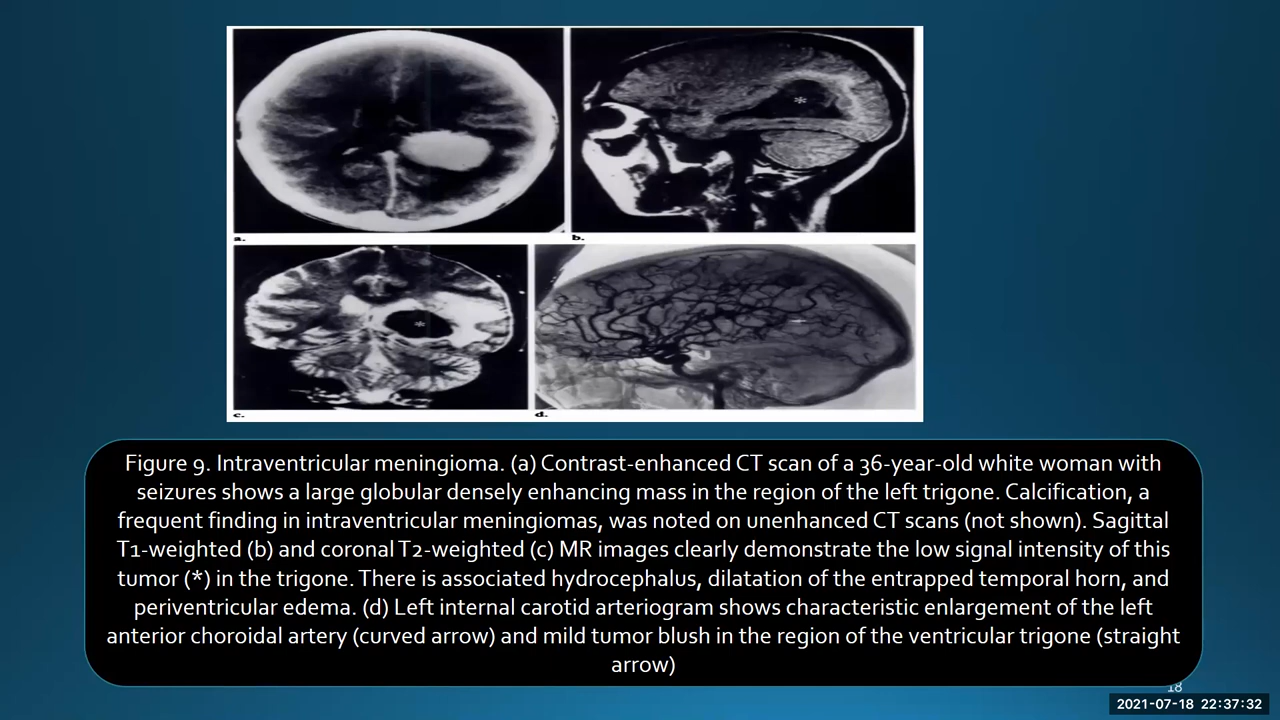 *
a.
b.
*
c.
d.
Figure 9. Intraventricular meningioma. (a) Contrast-enhanced CT scan of a 36-year-old white woman with
seizures shows a large globular densely enhancing mass in the region of the left trigone. Calcification, a
frequent finding in intraventricular meningiomas, was noted on unenhanced CT scans (not shown). Sagittal
T1-weighted (b) and coronal T2-weighted (c) MR images clearly demonstrate the low signal intensity of this
tumor (*) in the trigone. There is associated hydrocephalus, dilatation of the entrapped temporal horn, and
periventricular edema. (d) Left internal carotid arteriogram shows characteristic enlargement of the left
anterior choroidal artery (curved arrow) and mild tumor blush in the region of the ventricular trigone (straight
arrow)
18
2021-07-18 22:37:32